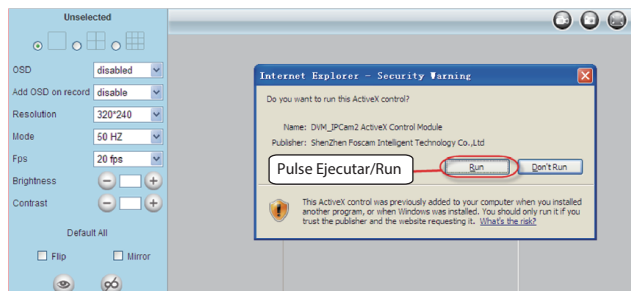 Unselected
OSD disabled
Add OSD on record disable
Resolution 320*240
Mode 50 HZ
Fps 20 fps
Brightness
Contrast
Default All
Flip Mirror
Internet Explorer - Security Warning
Do you want to run this ActiveX control?
Name: DVM_IPCam2 ActiveX Control Module
Publisher: ShenZhen Foscam Intelligent Technology Co.,Ltd
Pulse Ejecutar/Run
Run Don't Run
This ActiveX control was previously added to your computer when you installed
another program, or when Windows was installed. You should only run it if you
trust the publisher and the website requesting it. What's the risk?